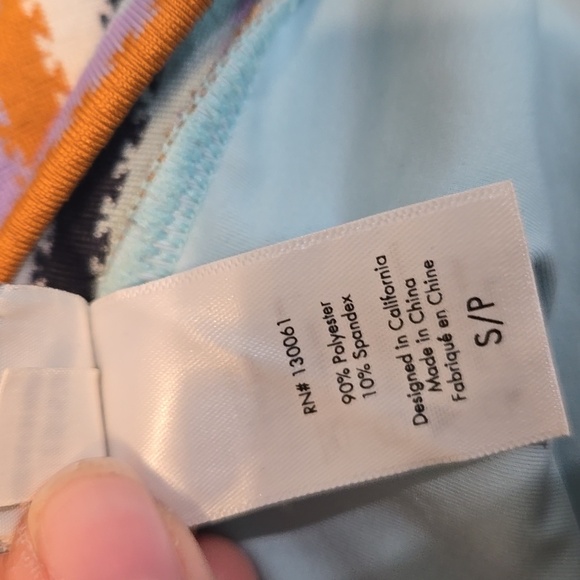 RN# 130061
90% Polyester
10% Spandex
Designed in California
Made in China
Fabriqué en Chine
S/P